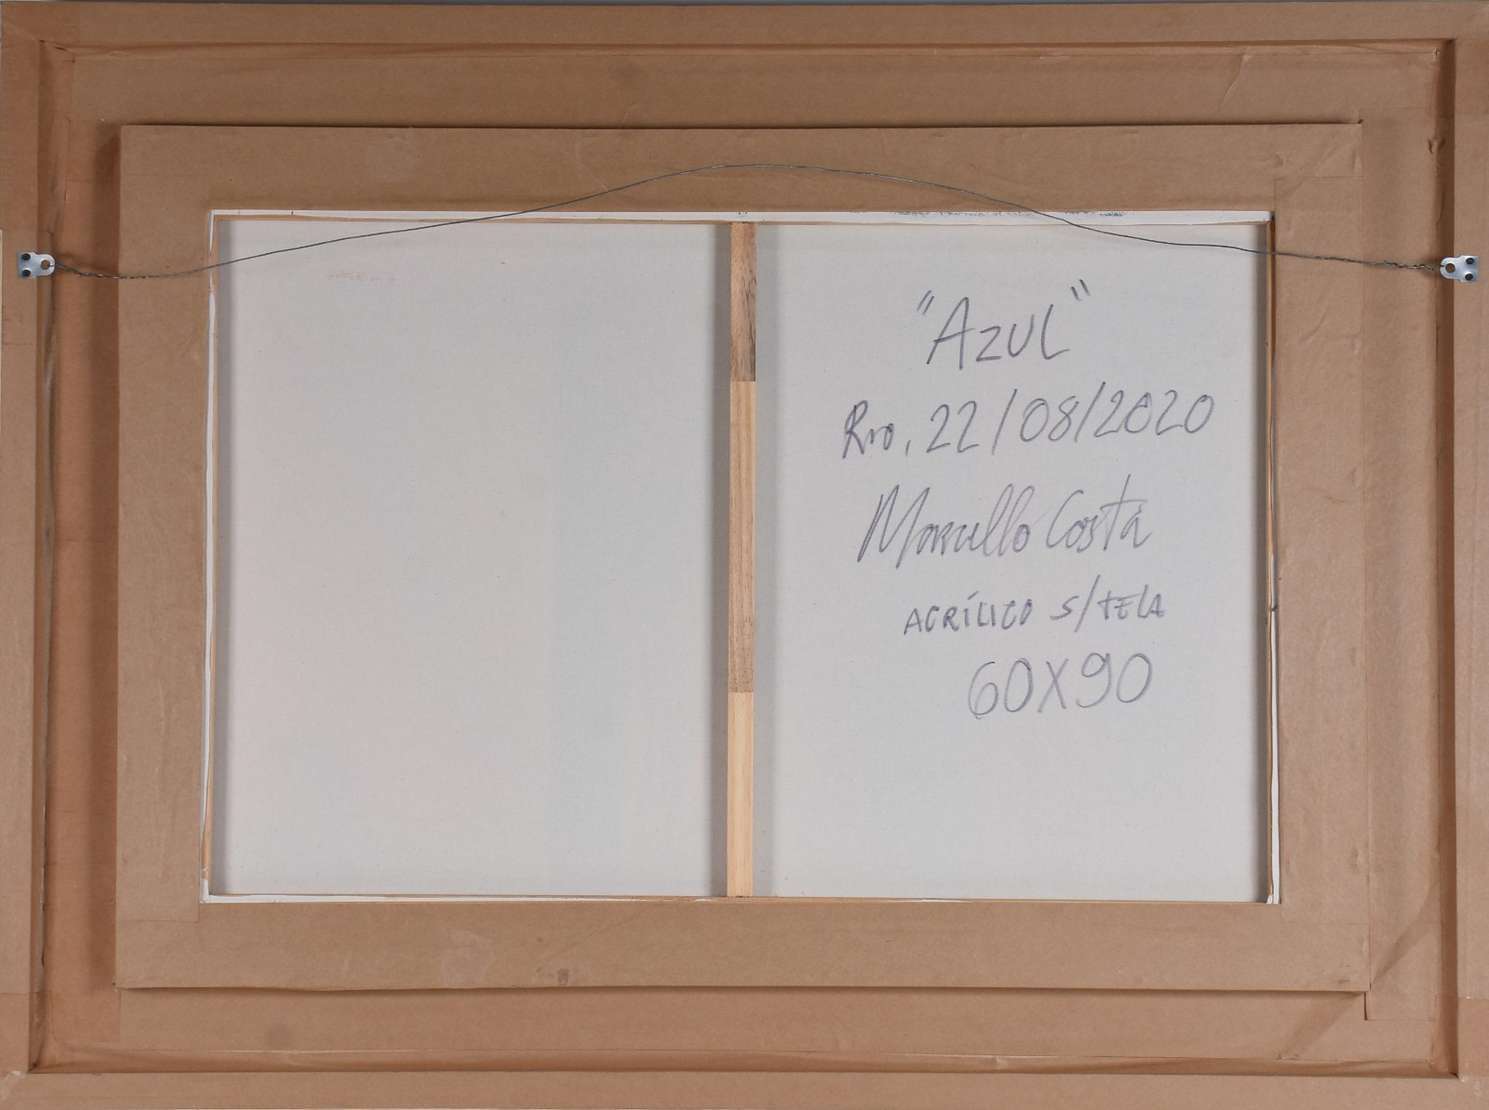 "AZUL"
Rio, 22/08/2020
Marcello Costa
ACRÍLICO S/TELA
60X90